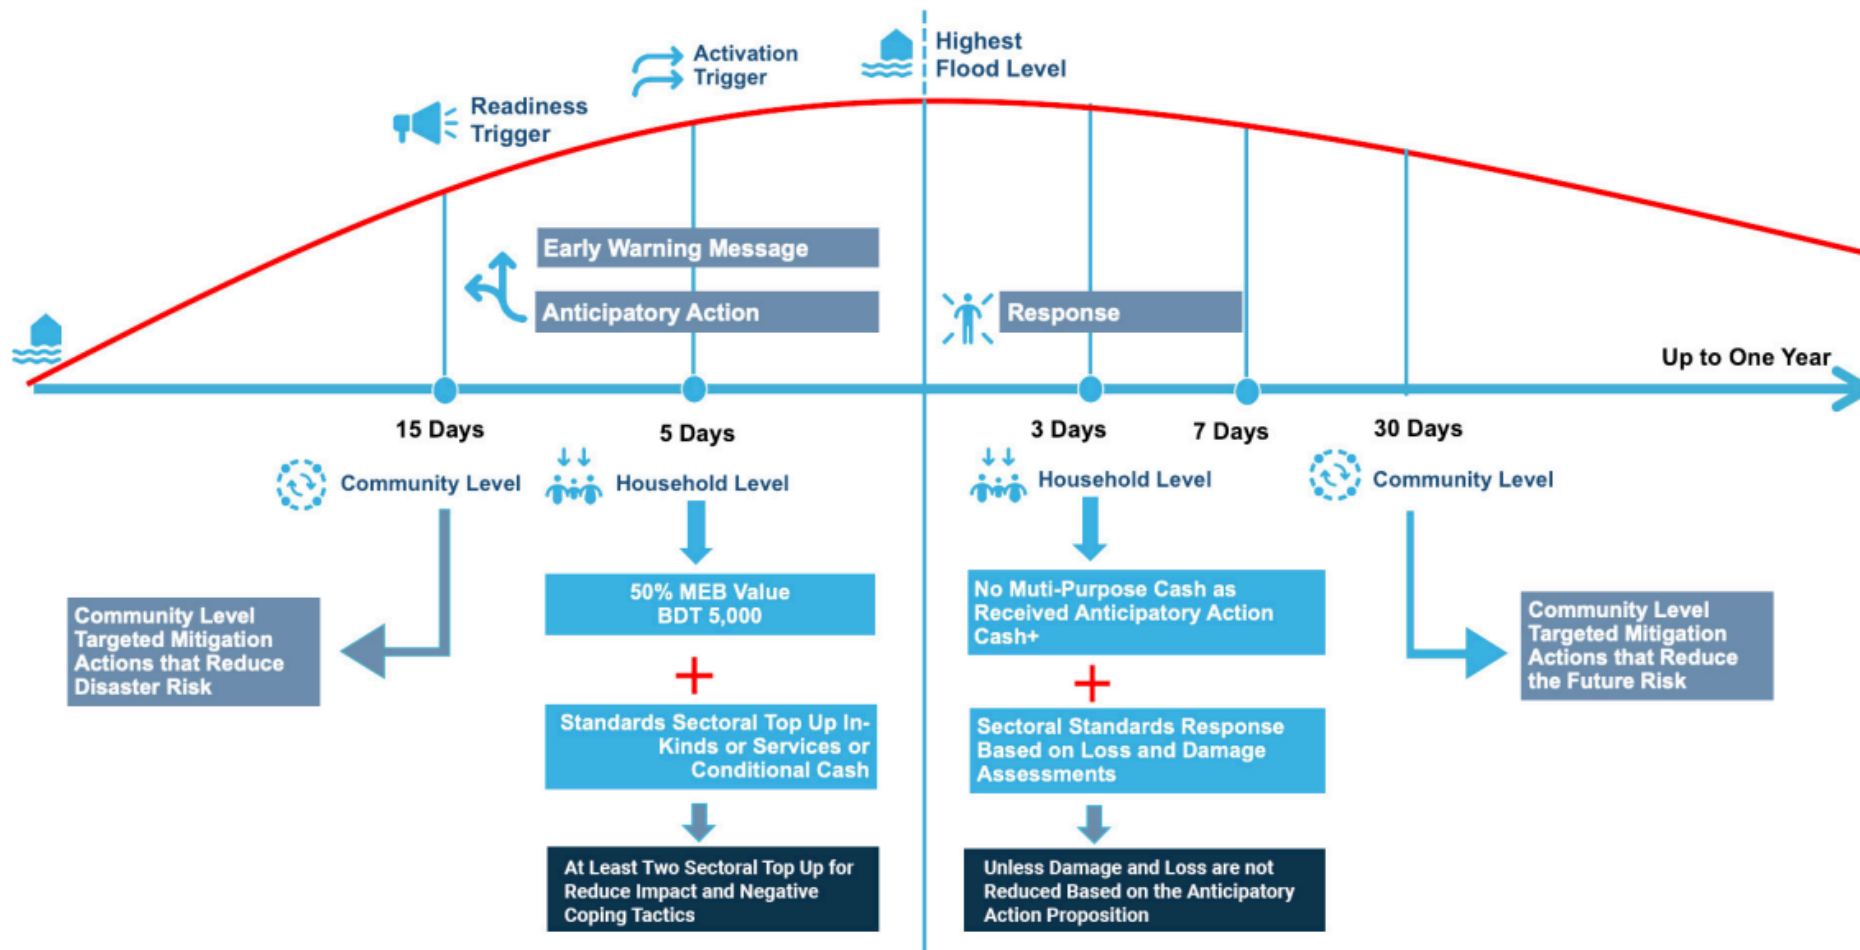 Highest
Flood Level
Activation
Trigger
Readiness
Trigger
Early Warning Message
Anticipatory Action
Response
Up to One Year
15 Days
5 Days
3 Days
7 Days
30 Days
Community Level
Household Level
Household Level
Community Level
Community Level
Targeted Mitigation
Actions that Reduce
Disaster Risk
50% MEB Value
BDT 5,000
Standards Sectoral Top Up In-
Kinds or Services or
Conditional Cash
At Least Two Sectoral Top Up for
Reduce Impact and Negative
Coping Tactics
No Muti-Purpose Cash as
Received Anticipatory Action
Cash+
Sectoral Standards Response
Based on Loss and Damage
Assessments
Unless Damage and Loss are not
Reduced Based on the Anticipatory
Action Proposition
Community Level
Targeted Mitigation
Actions that Reduce
the Future Risk